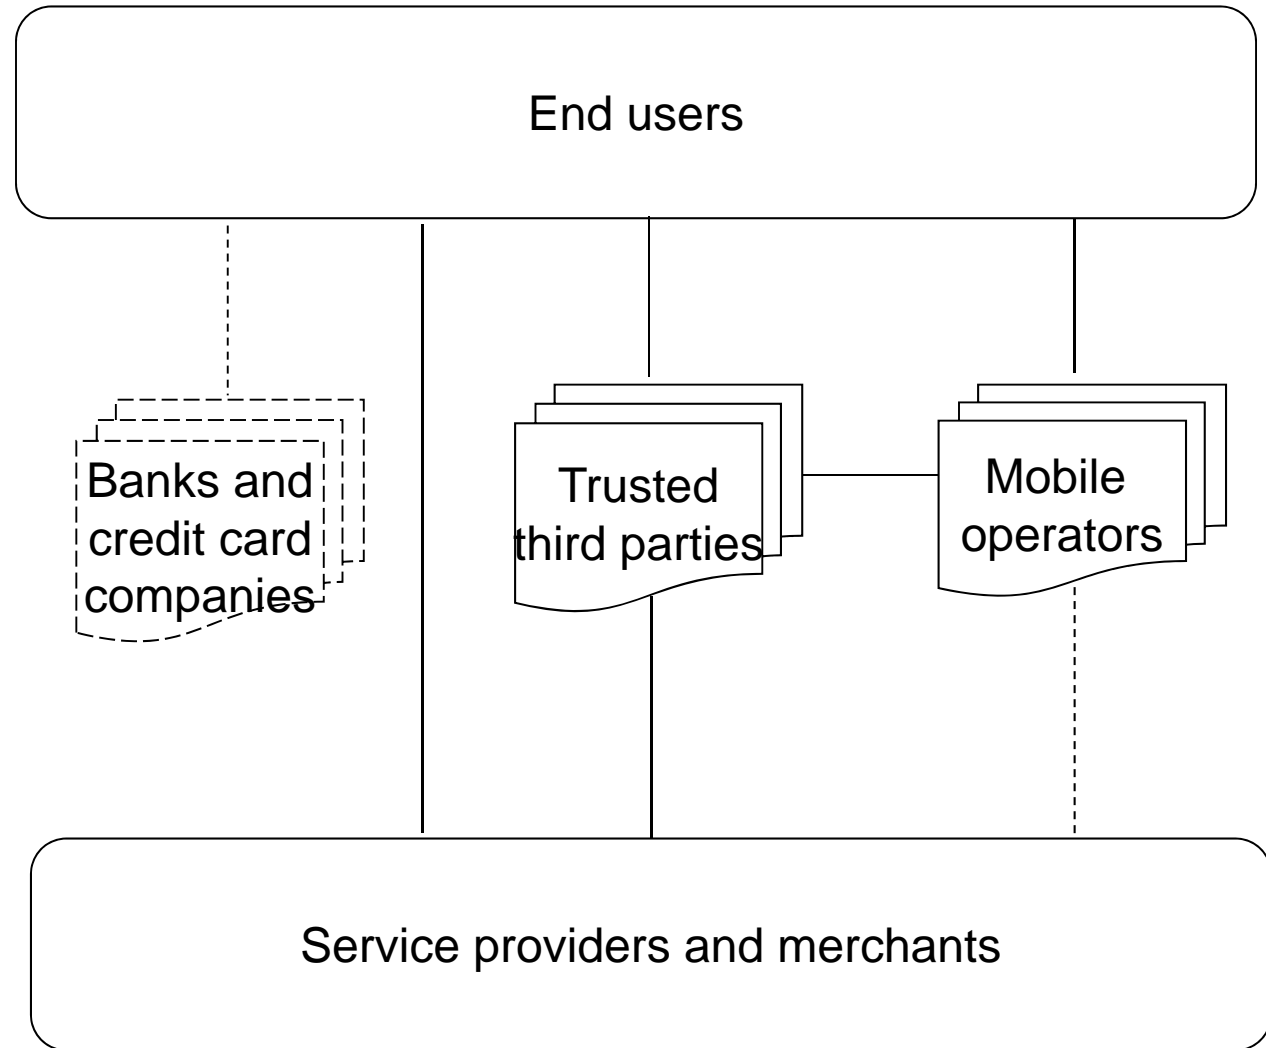 End users
Banks and
credit card
companies
Trusted
third parties
Mobile
operators
Service providers and merchants